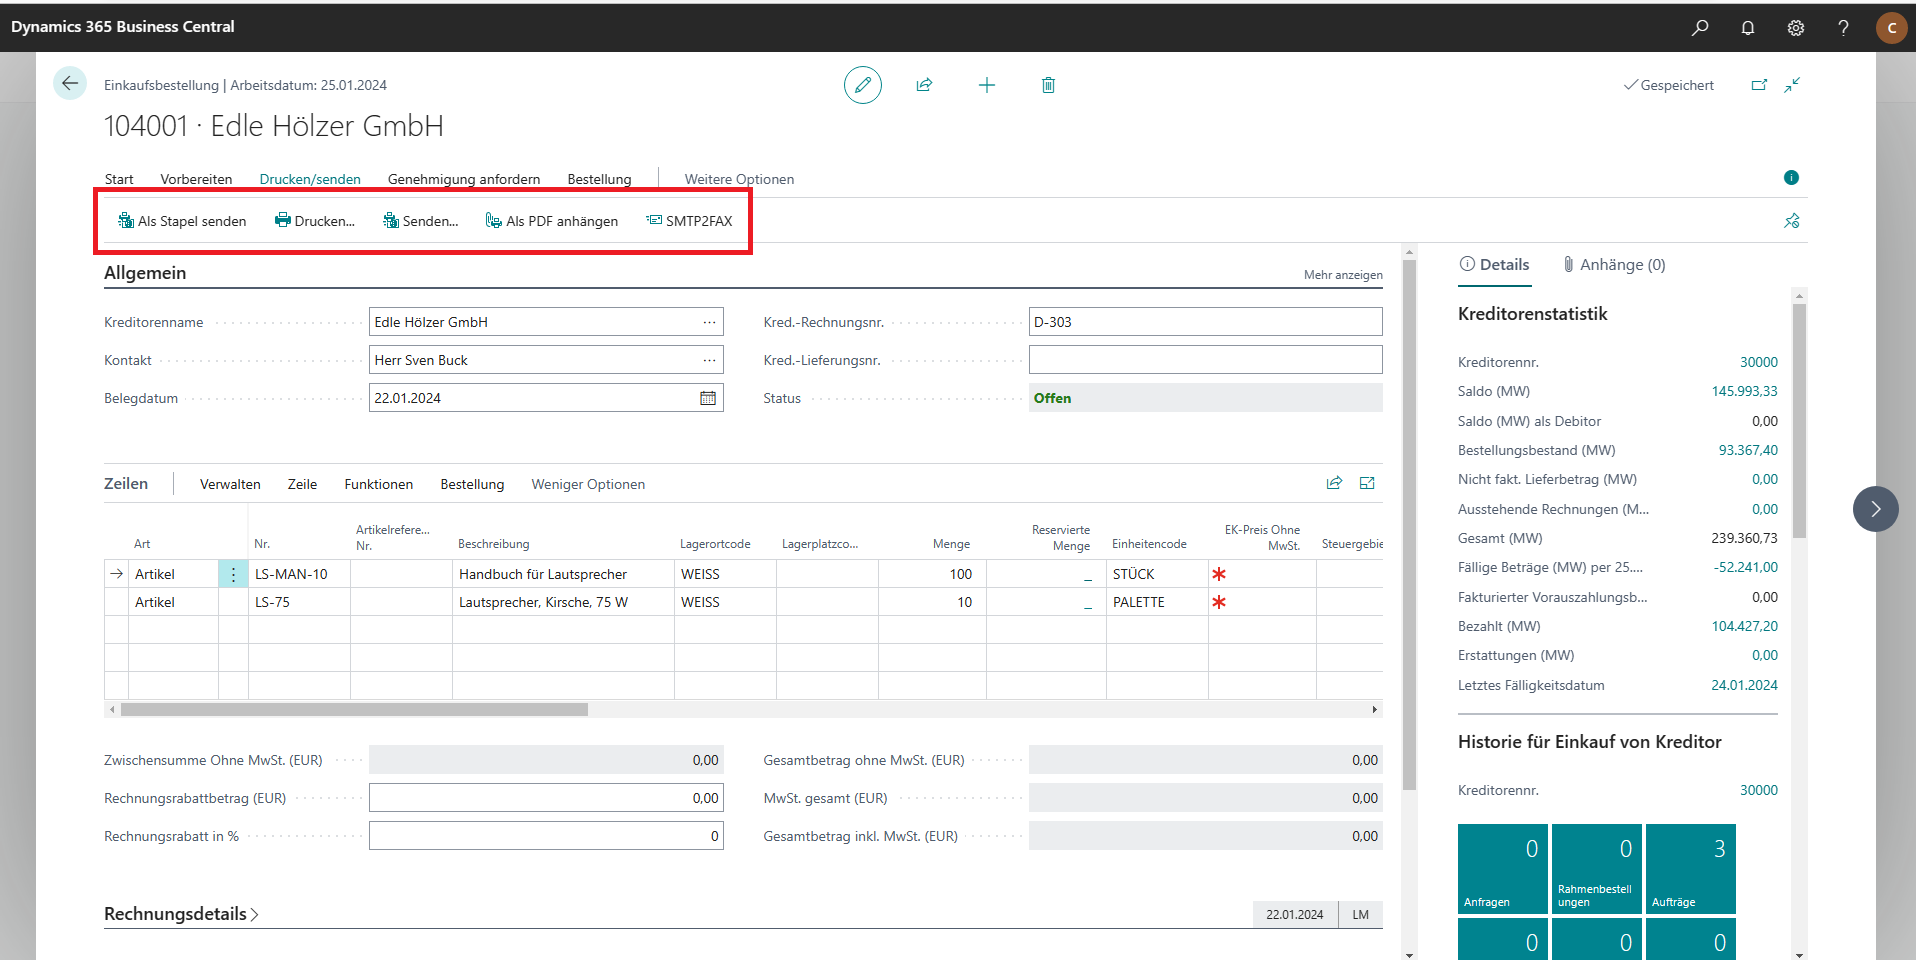 Dynamics 365 Business Central
C
Einkaufsbestellung | Arbeitsdatum: 25.01.2024
Gespeichert
104001 · Edle Hölzer GmbH
Start Vorbereiten Drucken/senden Genehmigung anfordern Bestellung Weitere Optionen
Als Stapel senden Drucken... Senden... Als PDF anhängen SMTP2FAX
Allgemein Mehr anzeigen
Kreditorenname Edle Hölzer GmbH Kred.-Rechnungsnr. D-303
Kontakt Herr Sven Buck Kred.-Lieferungsnr.
Belegdatum 22.01.2024 Status Offen
Zeilen Verwalten Zeile Funktionen Bestellung Weniger Optionen
Art Nr. Artikelrefere... Nr. Beschreibung Lagerortcode Lagerplatzco... Menge Reservierte Menge Einheitencode EK-Preis Ohne MwSt. Steuergebie
Artikel LS-MAN-10 Handbuch für Lautsprecher WEISS 100 _ STÜCK *
Artikel LS-75 Lautsprecher, Kirsche, 75 W WEISS 10 _ PALETTE *
Zwischensumme Ohne MwSt. (EUR) 0,00 Gesamtbetrag ohne MwSt. (EUR) 0,00
Rechnungsrabattbetrag (EUR) 0,00 MwSt. gesamt (EUR) 0,00
Rechnungsrabatt in % 0 Gesamtbetrag inkl. MwSt. (EUR) 0,00
Rechnungsdetails 22.01.2024 LM
Details Anhänge (0)
Kreditorenstatistik
Kreditorennr. 30000
Saldo (MW) 145.993,33
Saldo (MW) als Debitor 0,00
Bestellungsbestand (MW) 93.367,40
Nicht fakt. Lieferbetrag (MW) 0,00
Ausstehende Rechnungen (M... 0,00
Gesamt (MW) 239.360,73
Fällige Beträge (MW) per 25.... -52.241,00
Fakturierter Vorauszahlungsb... 0,00
Bezahlt (MW) 104.427,20
Erstattungen (MW) 0,00
Letztes Fälligkeitsdatum 24.01.2024
Historie für Einkauf von Kreditor
Kreditorennr. 30000
0 0 3
Anfragen Rahmenbestellungen Aufträge
0 0 0